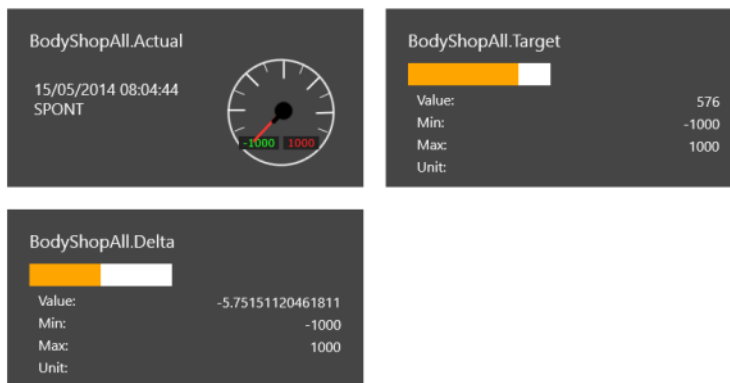 BodyShopAll.Actual
15/05/2014 08:04:44
SPONT
-1000 1000
BodyShopAll.Target
Value: 576
Min: -1000
Max: 1000
Unit:
BodyShopAll.Delta
Value: -5.75151120461811
Min: -1000
Max: 1000
Unit: